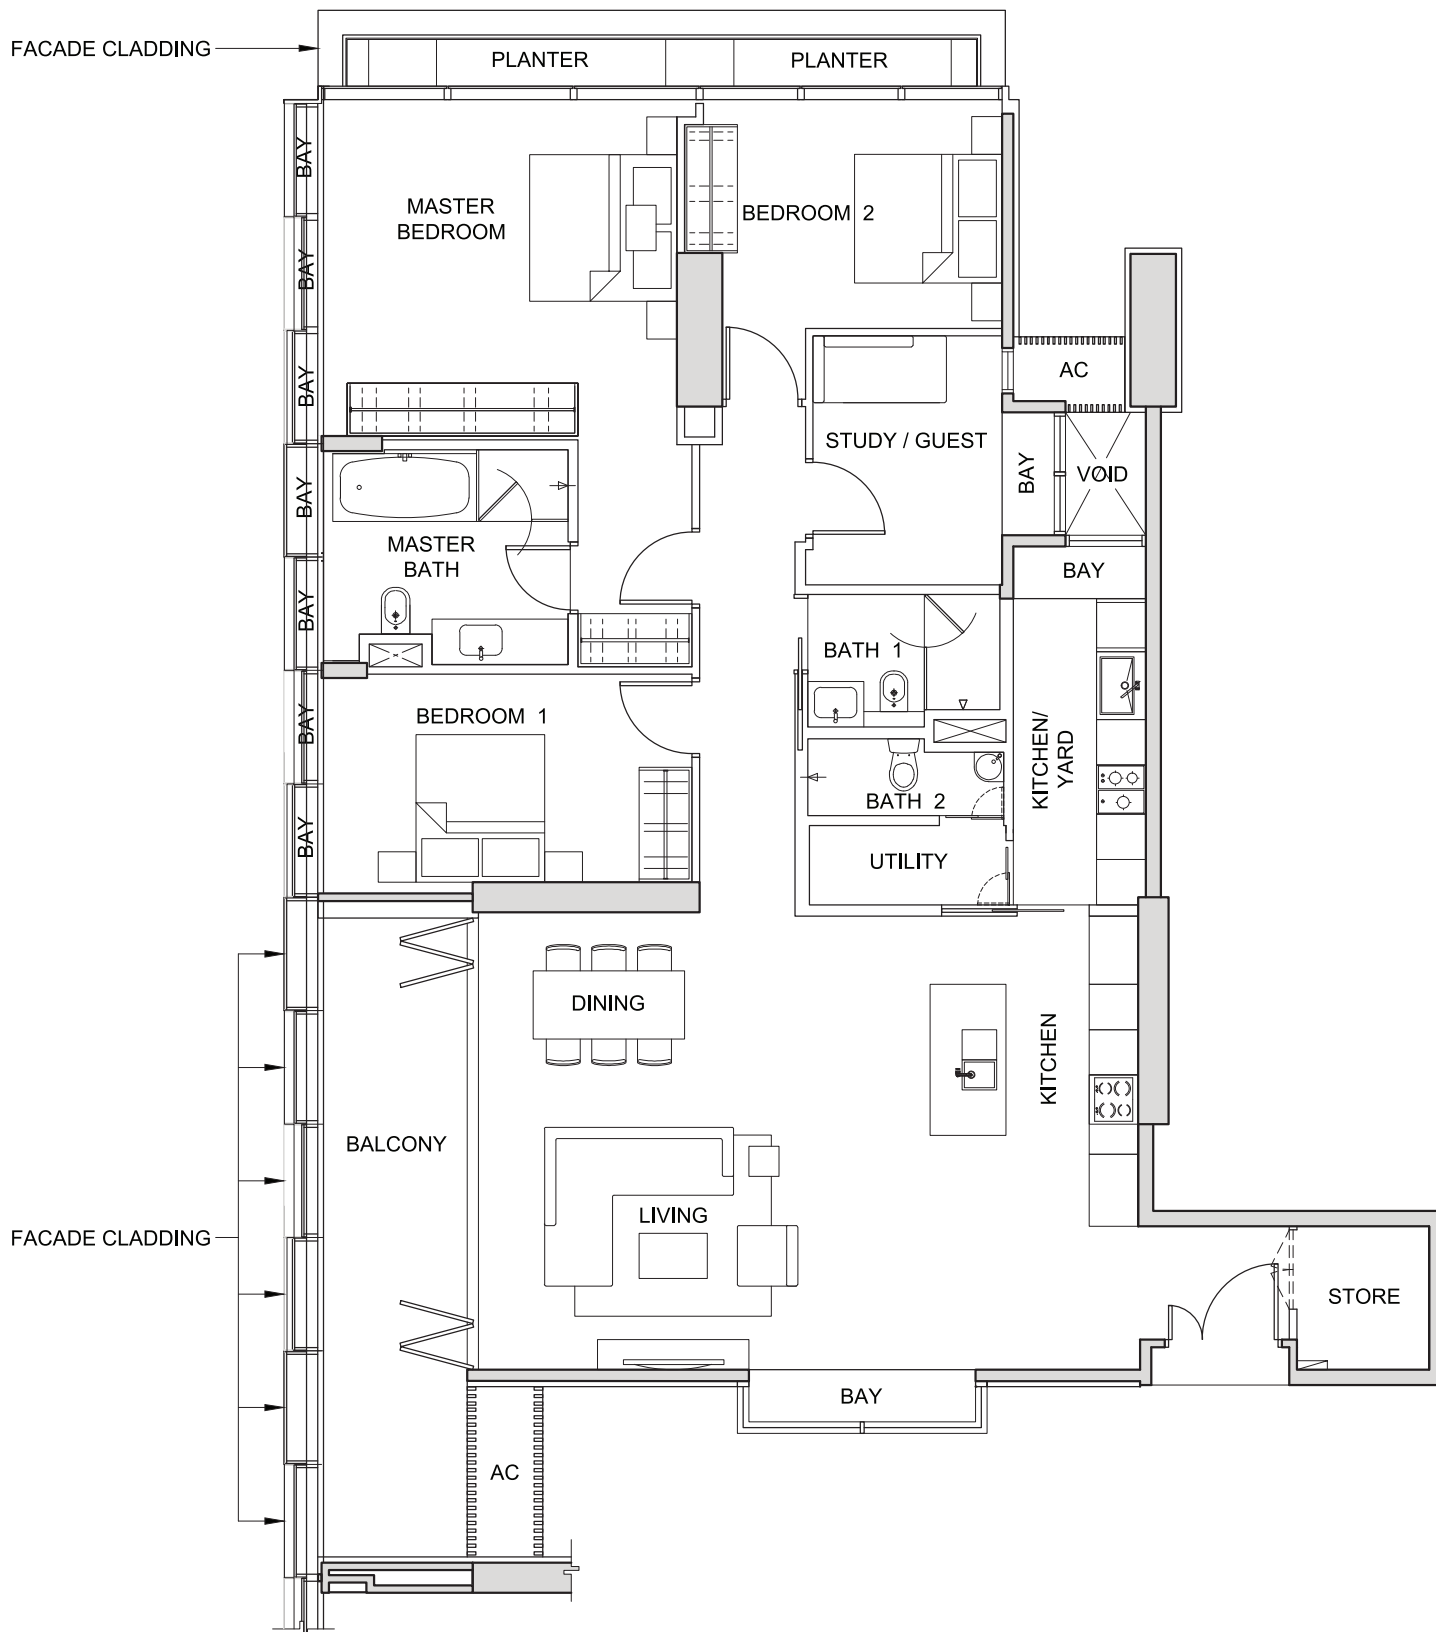 FACADE CLADDING
PLANTER
PLANTER
BAY
BAY
BAY
BAY
BAY
BAY
BAY
MASTER
BEDROOM
BEDROOM 2
AC
STUDY / GUEST
BAY
VOID
BAY
MASTER
BATH
BATH 1
BEDROOM 1
KITCHEN/
YARD
BATH 2
UTILITY
DINING
KITCHEN
BALCONY
LIVING
FACADE CLADDING
STORE
BAY
AC